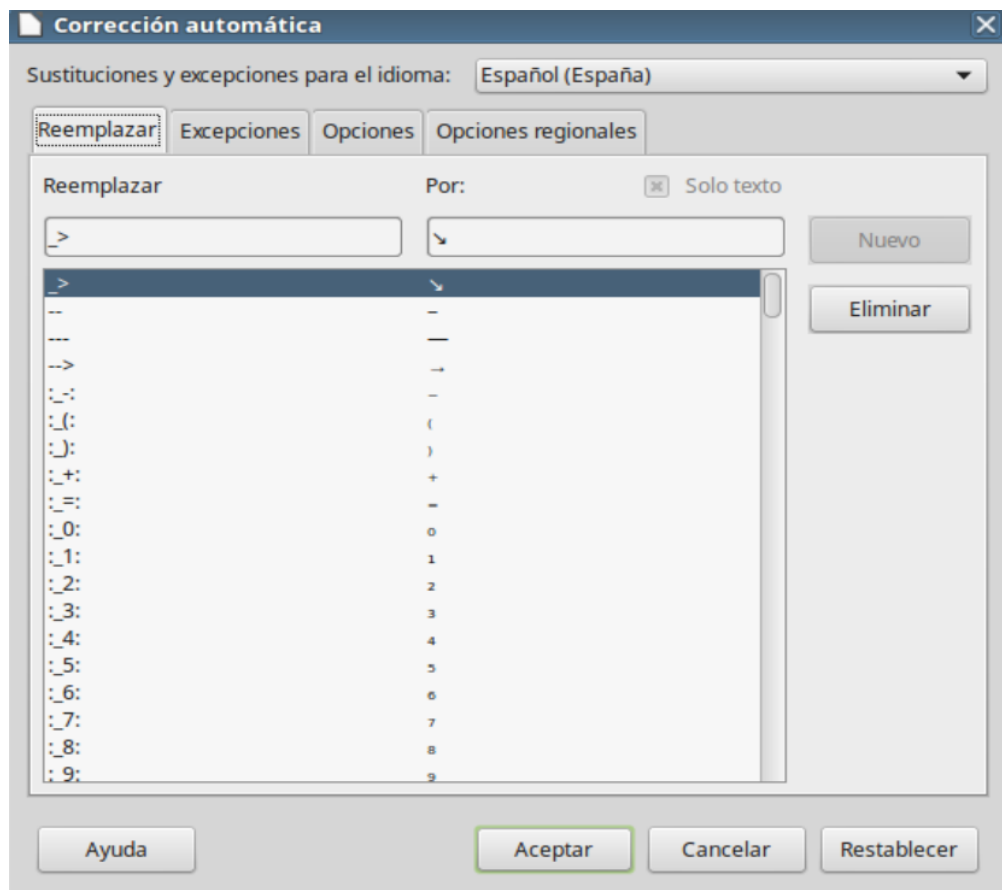 Corrección automática
Sustituciones y excepciones para el idioma: Español (España)
Reemplazar Excepciones Opciones Opciones regionales
Reemplazar Por: Solo texto
_> ↘ Nuevo
_> ↘
-- – Eliminar
--- —
--> →
:_-: ₋
:_(: ₍
:_): ₎
:_+: ₊
:_=: ₌
:_0: ₀
:_1: ₁
:_2: ₂
:_3: ₃
:_4: ₄
:_5: ₅
:_6: ₆
:_7: ₇
:_8: ₈
:_9: ₉
Ayuda Aceptar Cancelar Restablecer